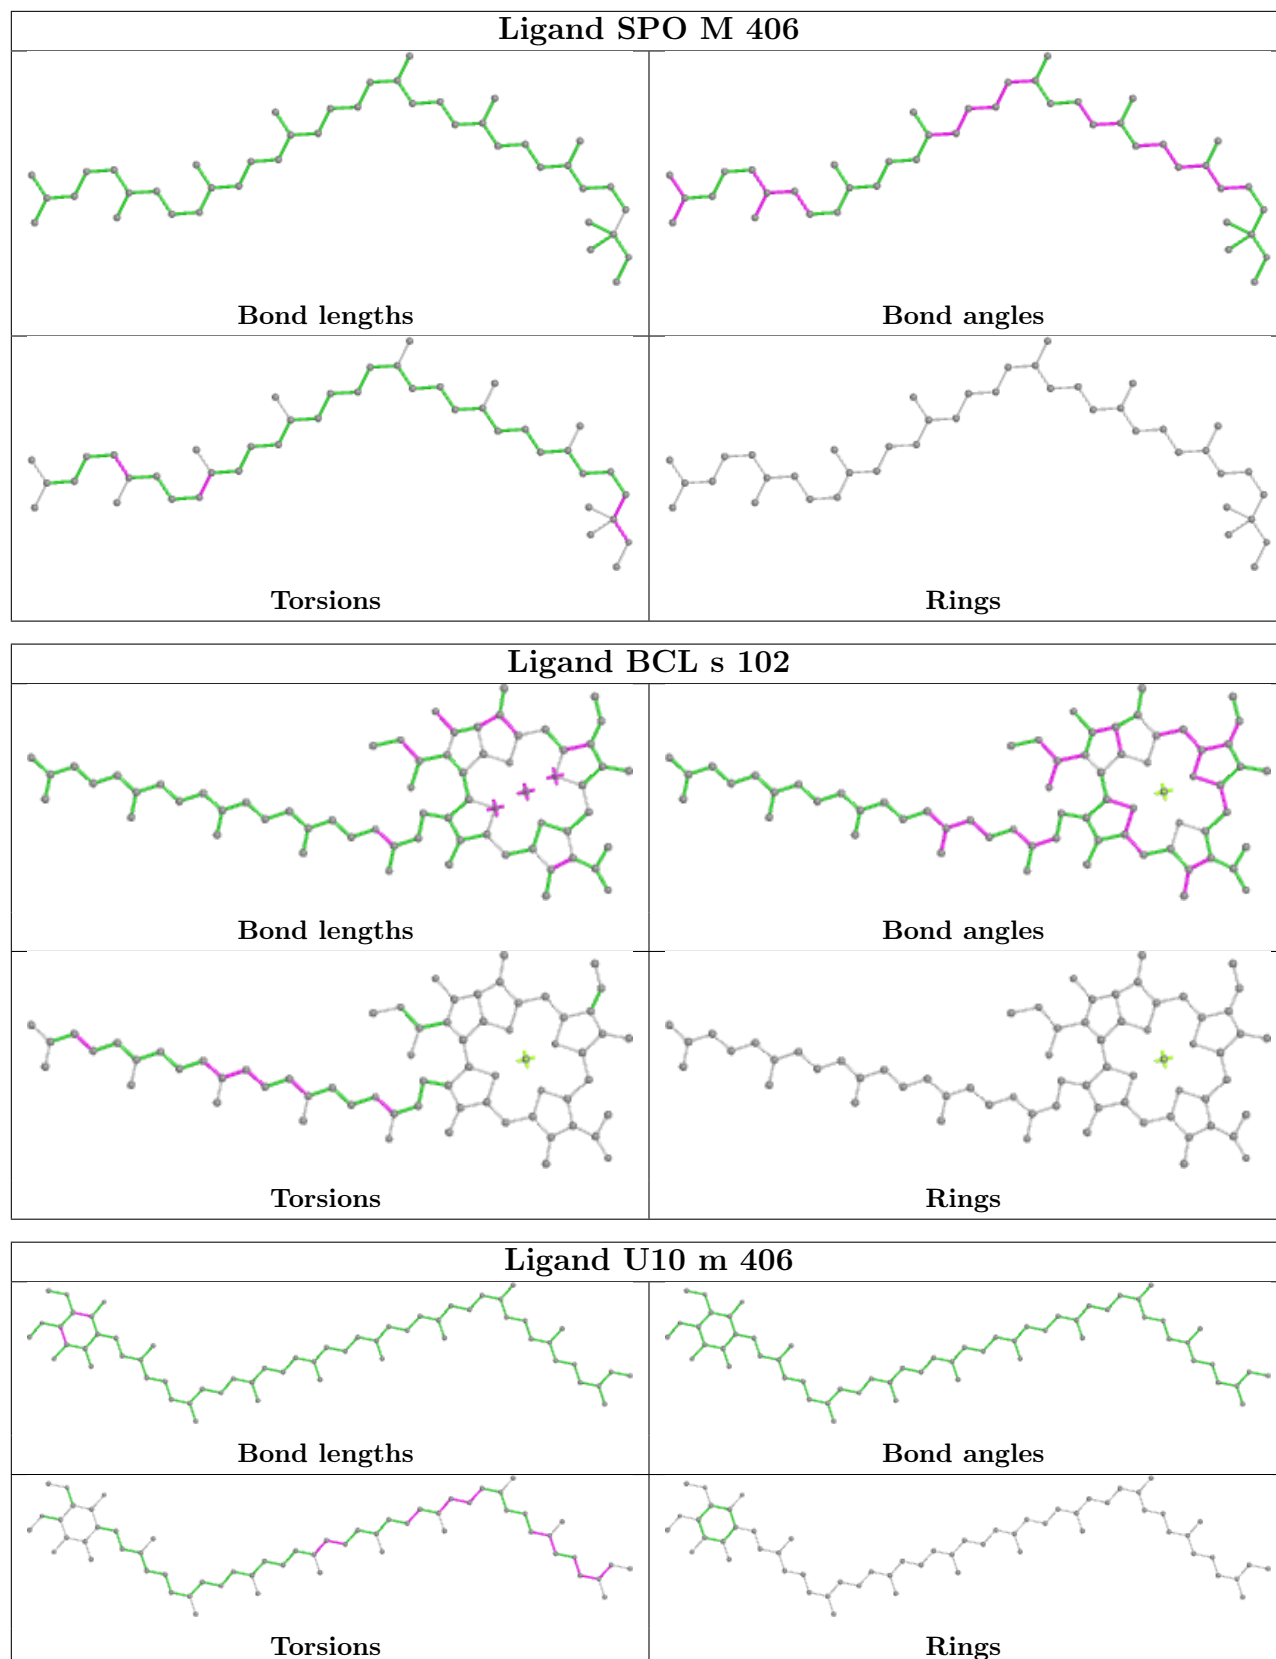 Ligand SPO M 406
Bond lengths
Bond angles
Torsions
Rings
Ligand BCL s 102
Bond lengths
Bond angles
Torsions
Rings
Ligand U10 m 406
Bond lengths
Bond angles
Torsions
Rings